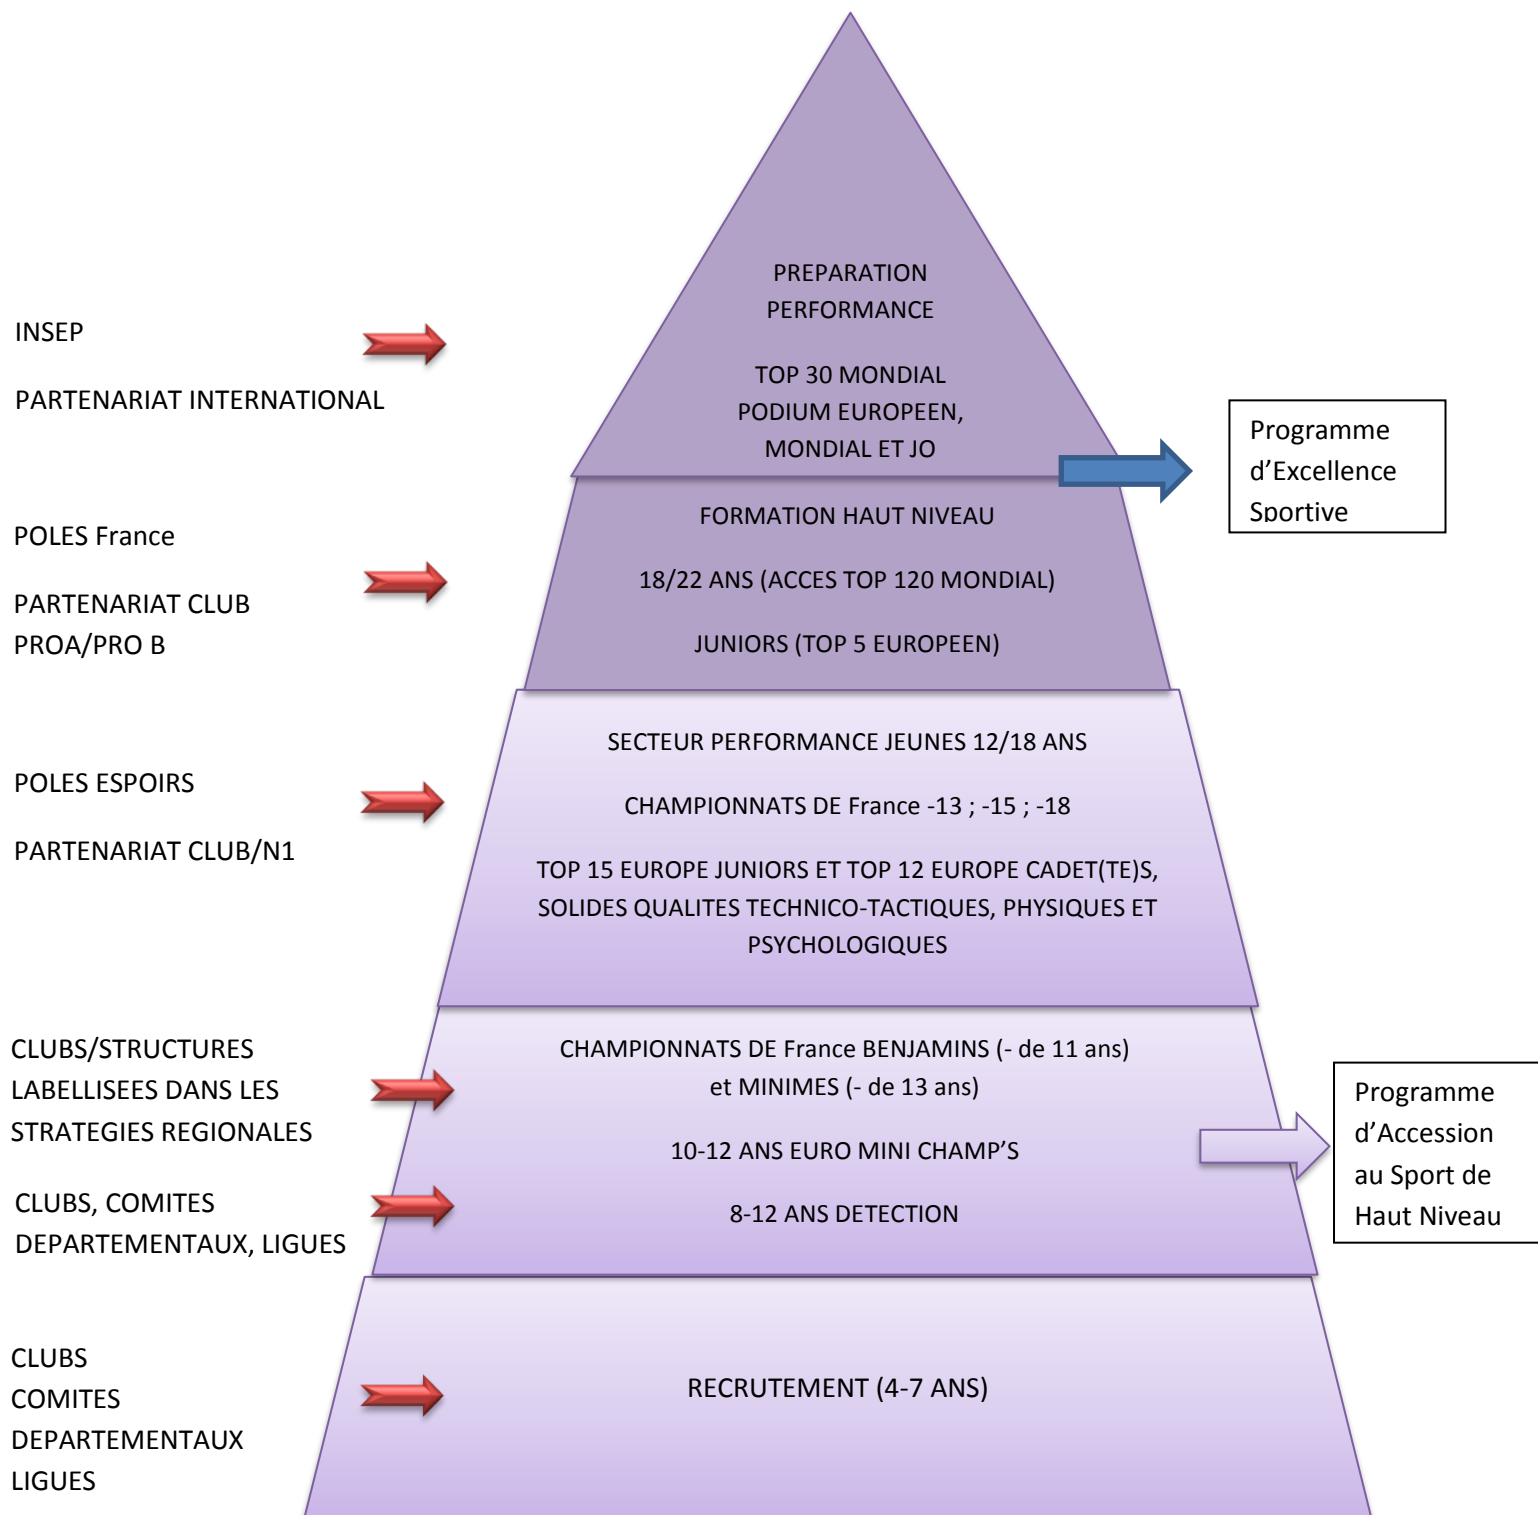 PREPARATION
PERFORMANCE
TOP 30 MONDIAL
PODIUM EUROPEEN,
MONDIAL ET JO
INSEP
PARTENARIAT INTERNATIONAL
Programme
d’Excellence
Sportive
FORMATION HAUT NIVEAU
18/22 ANS (ACCES TOP 120 MONDIAL)
JUNIORS (TOP 5 EUROPEEN)
POLES France
PARTENARIAT CLUB
PROA/PRO B
SECTEUR PERFORMANCE JEUNES 12/18 ANS
CHAMPIONNATS DE France -13 ; -15 ; -18
TOP 15 EUROPE JUNIORS ET TOP 12 EUROPE CADET(TE)S,
SOLIDES QUALITES TECHNICO-TACTIQUES, PHYSIQUES ET
PSYCHOLOGIQUES
POLES ESPOIRS
PARTENARIAT CLUB/N1
CLUBS/STRUCTURES
LABELLISEES DANS LES
STRATEGIES REGIONALES
CLUBS, COMITES
DEPARTEMENTAUX, LIGUES
CHAMPIONNATS DE France BENJAMINS (- de 11 ans)
et MINIMES (- de 13 ans)
10-12 ANS EURO MINI CHAMP’S
8-12 ANS DETECTION
Programme
d’Accession
au Sport de
Haut Niveau
CLUBS
COMITES
DEPARTEMENTAUX
LIGUES
RECRUTEMENT (4-7 ANS)